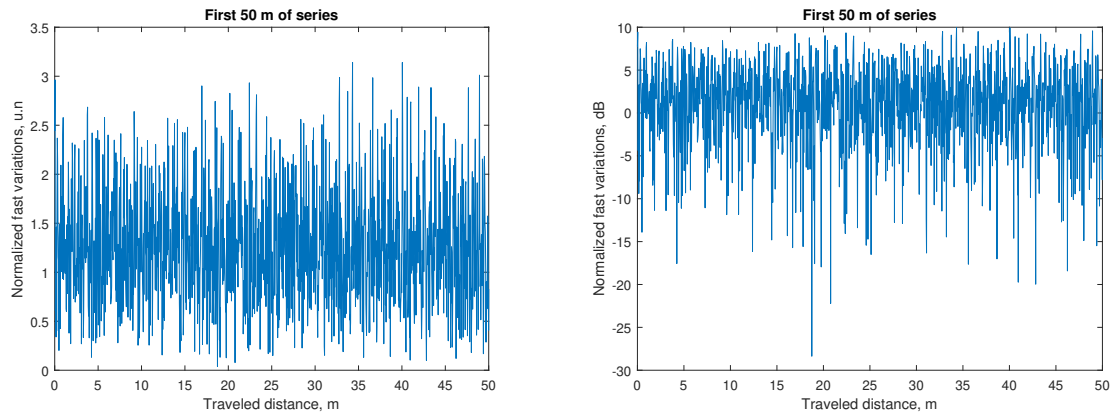 First 50 m of series
3.5
3
2.5
2
1.5
1
0.5
0
Normalized fast variations, u.n
0 5 10 15 20 25 30 35 40 45 50
Traveled distance, m
First 50 m of series
10
5
0
-5
-10
-15
-20
-25
-30
Normalized fast variations, dB
0 5 10 15 20 25 30 35 40 45 50
Traveled distance, m